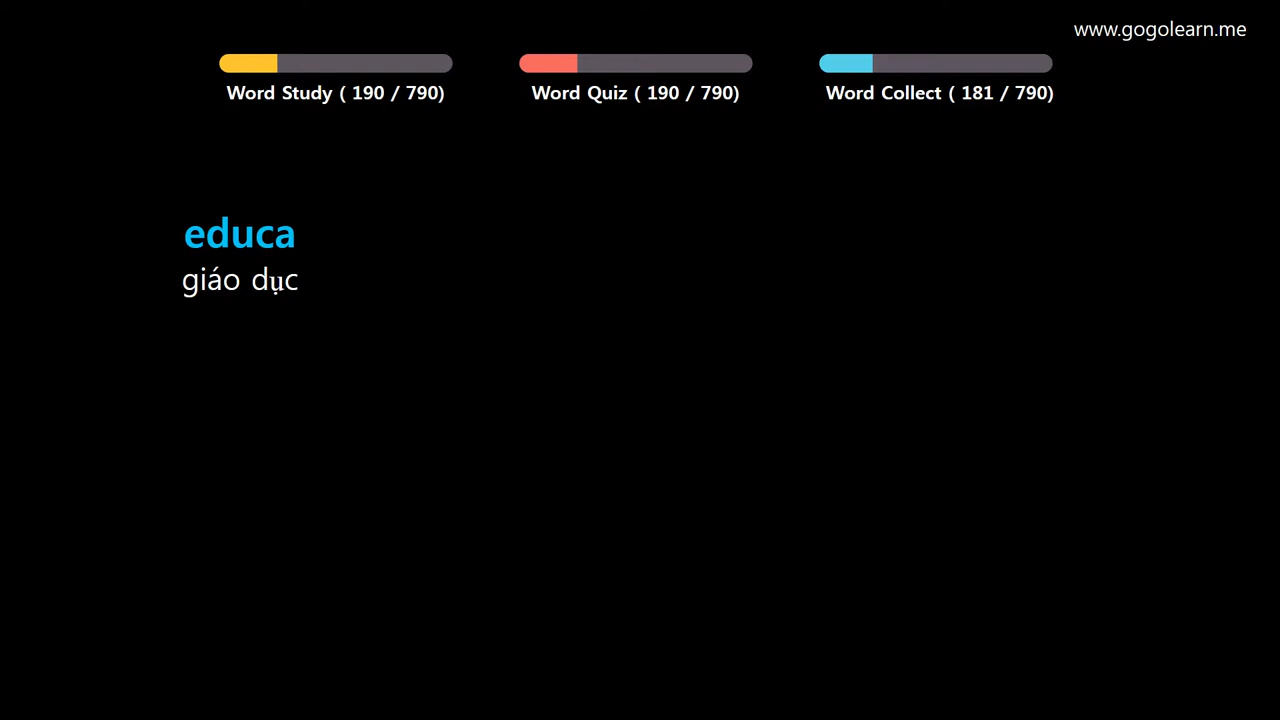 www.gogolearn.me
Word Study ( 190 / 790)
Word Quiz ( 190 / 790)
Word Collect ( 181 / 790)
educa
giáo dục